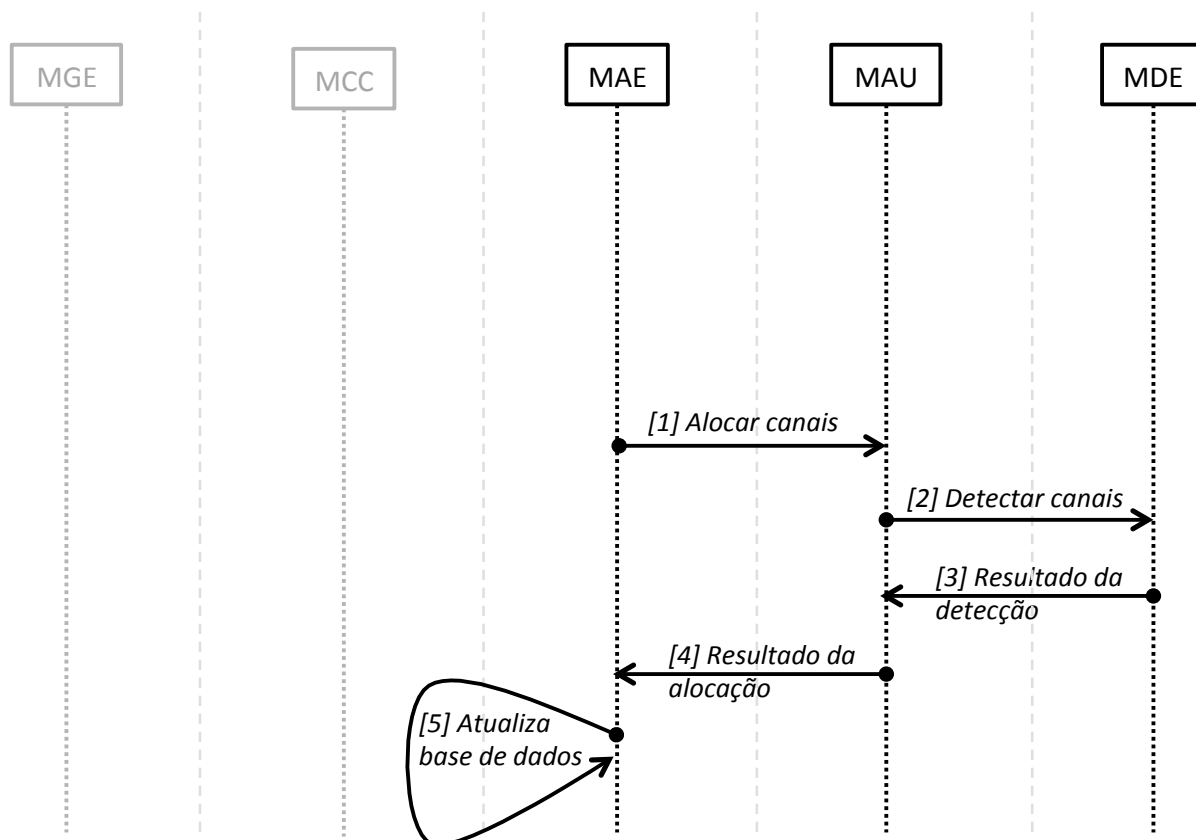 MGE
MCC
MAE
MAU
MDE
[1] Alocar canais
[2] Detectar canais
[3] Resultado da
detecção
[4] Resultado da
alocação
[5] Atualiza
base de dados